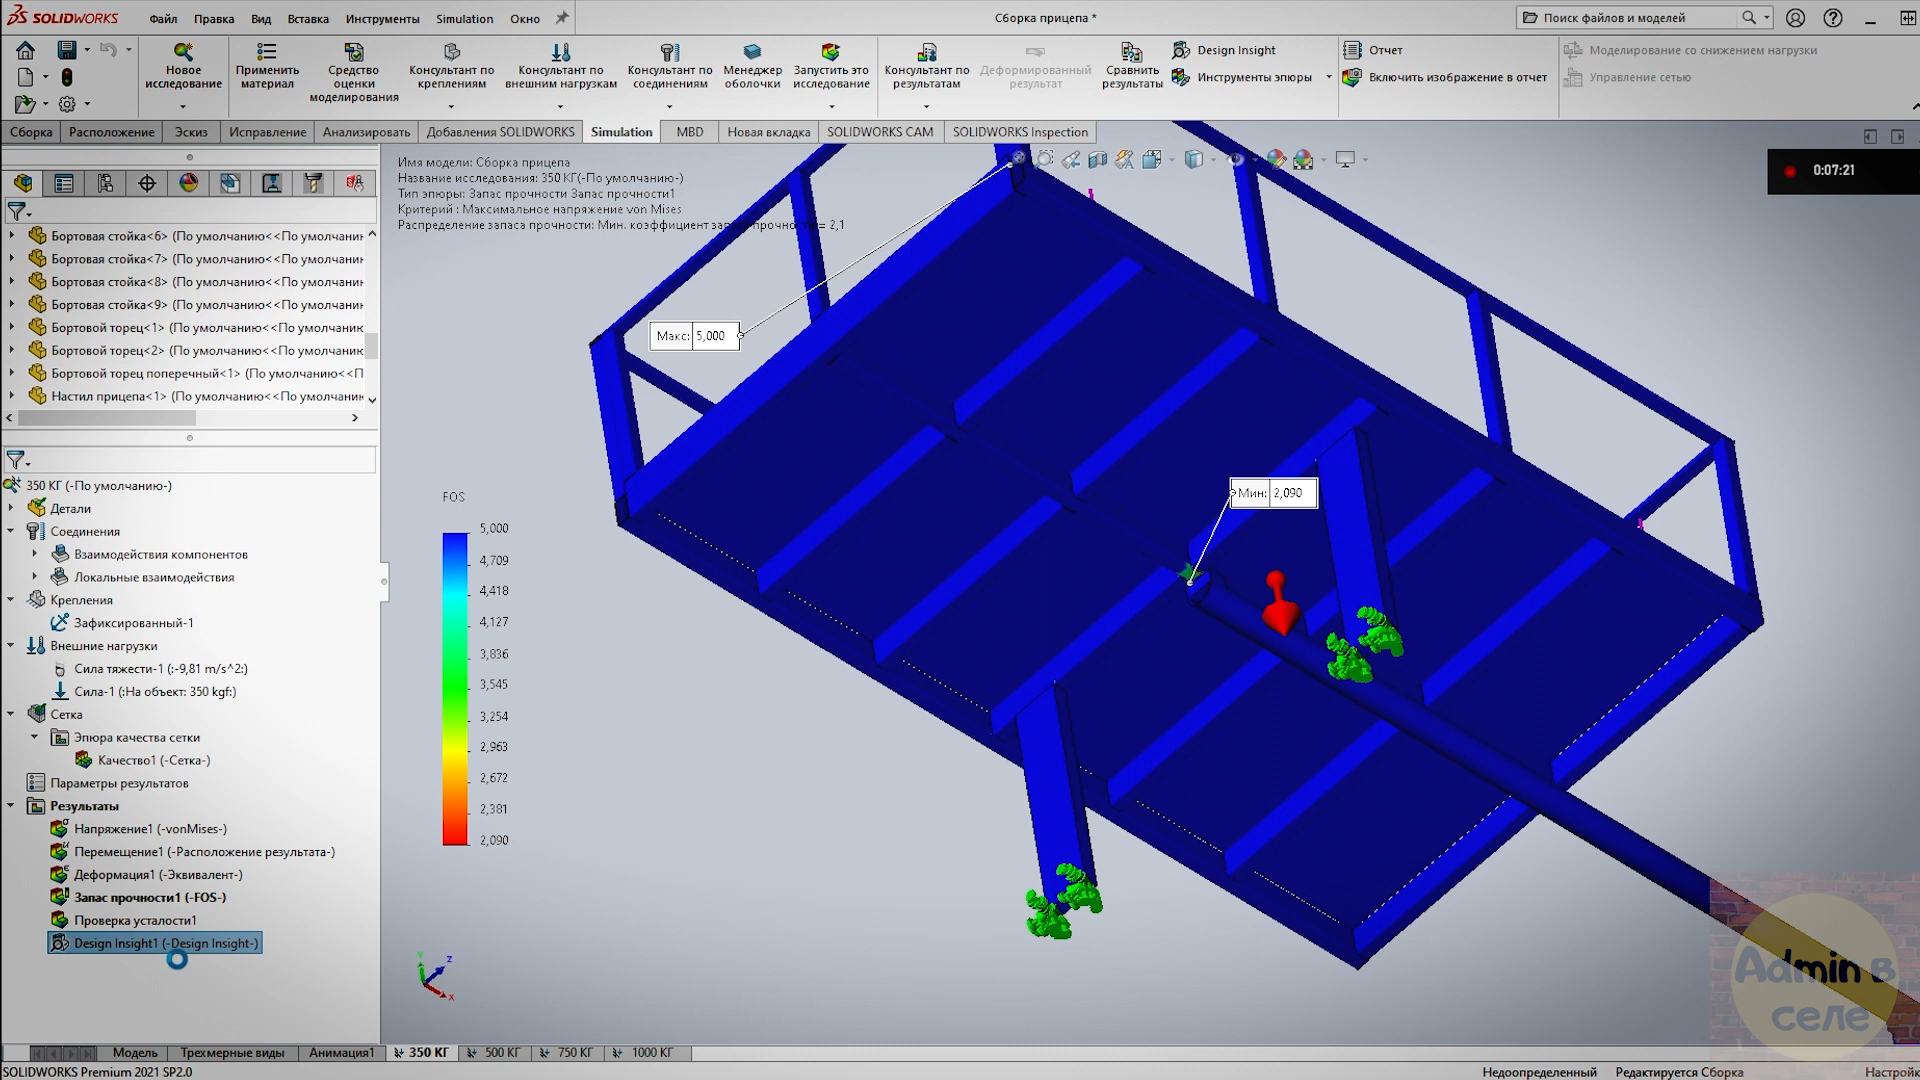 SOLIDWORKS
Файл Правка Вид Вставка Инструменты Simulation Окно
Сборка прицепа *
Поиск файлов и моделей
Новое исследование
Применить материал
Средство оценки моделирования
Консультант по креплениям
Консультант по внешним нагрузкам
Консультант по соединениям
Менеджер оболочки
Запустить это исследование
Консультант по результатам
Деформированный результат
Сравнить результаты
Design Insight
Инструменты эпюры
Отчет
Включить изображение в отчет
Моделирование со снижением нагрузки
Управление сетью
Сборка Расположение Эскиз Исправление Анализировать Добавления SOLIDWORKS Simulation MBD Новая вкладка SOLIDWORKS CAM SOLIDWORKS Inspection
Имя модели: Сборка прицепа
Название исследования: 350 КГ(-По умолчанию-)
Тип эпюры: Запас прочности Запас прочности1
Критерий : Максимальное напряжение von Mises
Распределение запаса прочности: Мин. коэффициент запаса прочности = 2,1
0:07:21
Бортовая стойка<6> (По умолчанию<<По умолчани
Бортовая стойка<7> (По умолчанию<<По умолчани
Бортовая стойка<8> (По умолчанию<<По умолчани
Бортовая стойка<9> (По умолчанию<<По умолчани
Бортовой торец<1> (По умолчанию<<По умолчани
Бортовой торец<2> (По умолчанию<<По умолчани
Бортовой торец поперечный<1> (По умолчанию<<П
Настил прицепа<1> (По умолчанию<<По умолчани
350 КГ (-По умолчанию-)
Детали
Соединения
Взаимодействия компонентов
Локальные взаимодействия
Крепления
Зафиксированный-1
Внешние нагрузки
Сила тяжести-1 (:-9,81 m/s^2:)
Сила-1 (:На объект: 350 kgf:)
Сетка
Эпюра качества сетки
Качество1 (-Сетка-)
Параметры результатов
Результаты
Напряжение1 (-vonMises-)
Перемещение1 (-Расположение результата-)
Деформация1 (-Эквивалент-)
Запас прочности1 (-FOS-)
Проверка усталости1
Design Insight1 (-Design Insight-)
Макс: 5,000
Мин: 2,090
FOS
5,000
4,709
4,418
4,127
3,836
3,545
3,254
2,963
2,672
2,381
2,090
Y
Z
X
Admin в
селе
Модель Трехмерные виды Анимация1 350 КГ 500 КГ 750 КГ 1000 КГ
SOLIDWORKS Premium 2021 SP2.0
Недоопределенный Редактируется Сборка Настройк